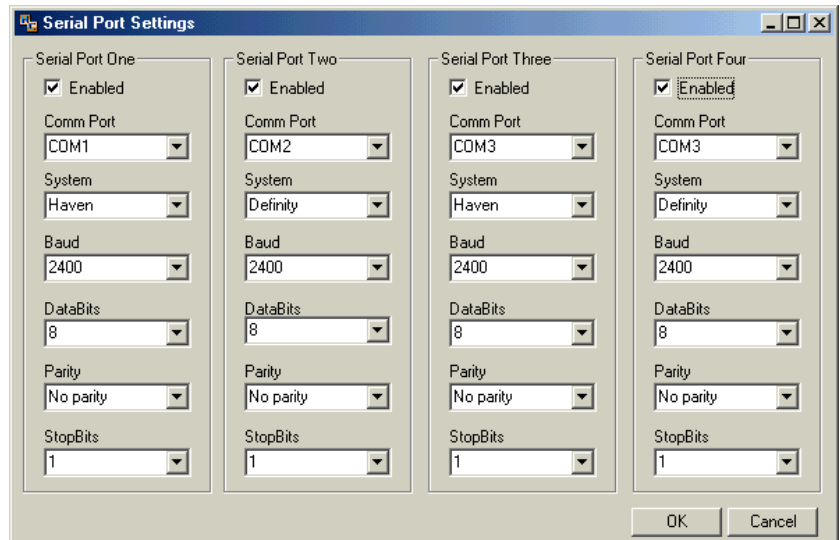 Serial Port Settings
Serial Port One Serial Port Two Serial Port Three Serial Port Four
Enabled Enabled Enabled Enabled
Comm Port Comm Port Comm Port Comm Port
COM1 COM2 COM3 COM3
System System System System
Haven Definity Haven Definity
Baud Baud Baud Baud
2400 2400 2400 2400
DataBits DataBits DataBits DataBits
8 8 8 8
Parity Parity Parity Parity
No parity No parity No parity No parity
StopBits StopBits StopBits StopBits
1 1 1 1
OK Cancel